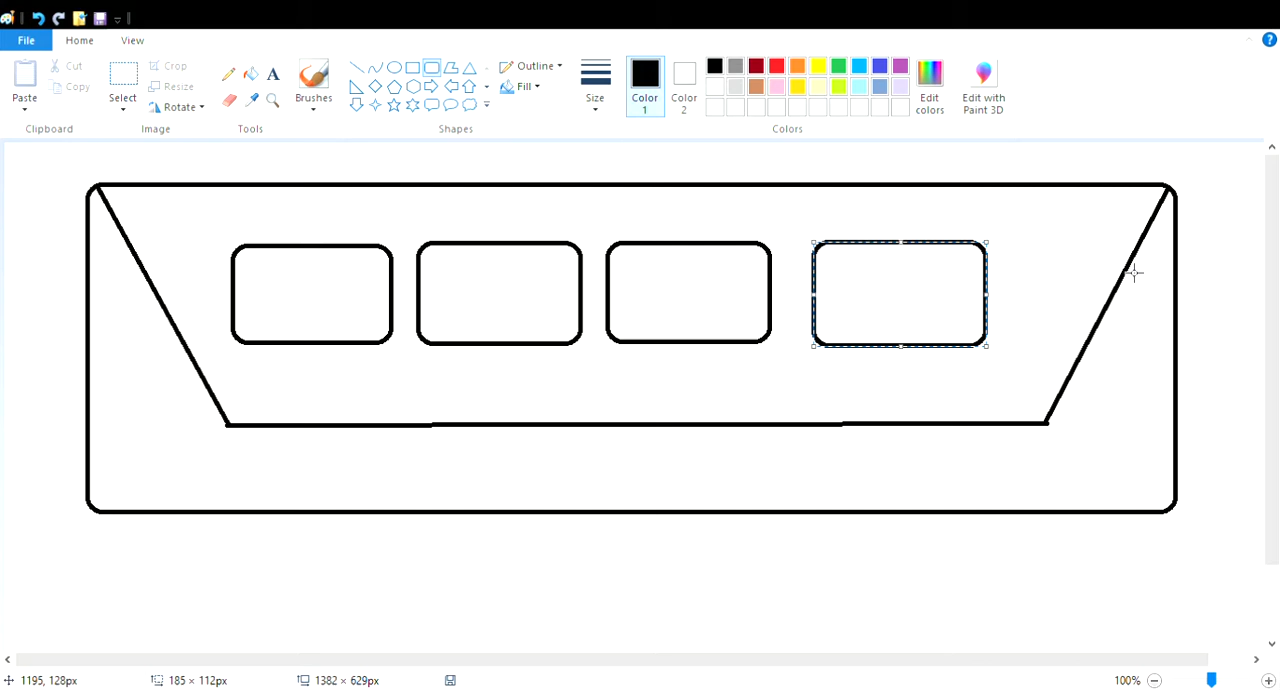 File Home View
Paste
Cut
Copy
Clipboard
Select
Crop
Resize
Rotate
Image
A
Tools
Brushes
Outline
Fill
Shapes
Size
Color 1
Color 2
Edit colors
Edit with Paint 3D
Colors
?
1195, 128px 185 × 112px 1382 × 629px 100%